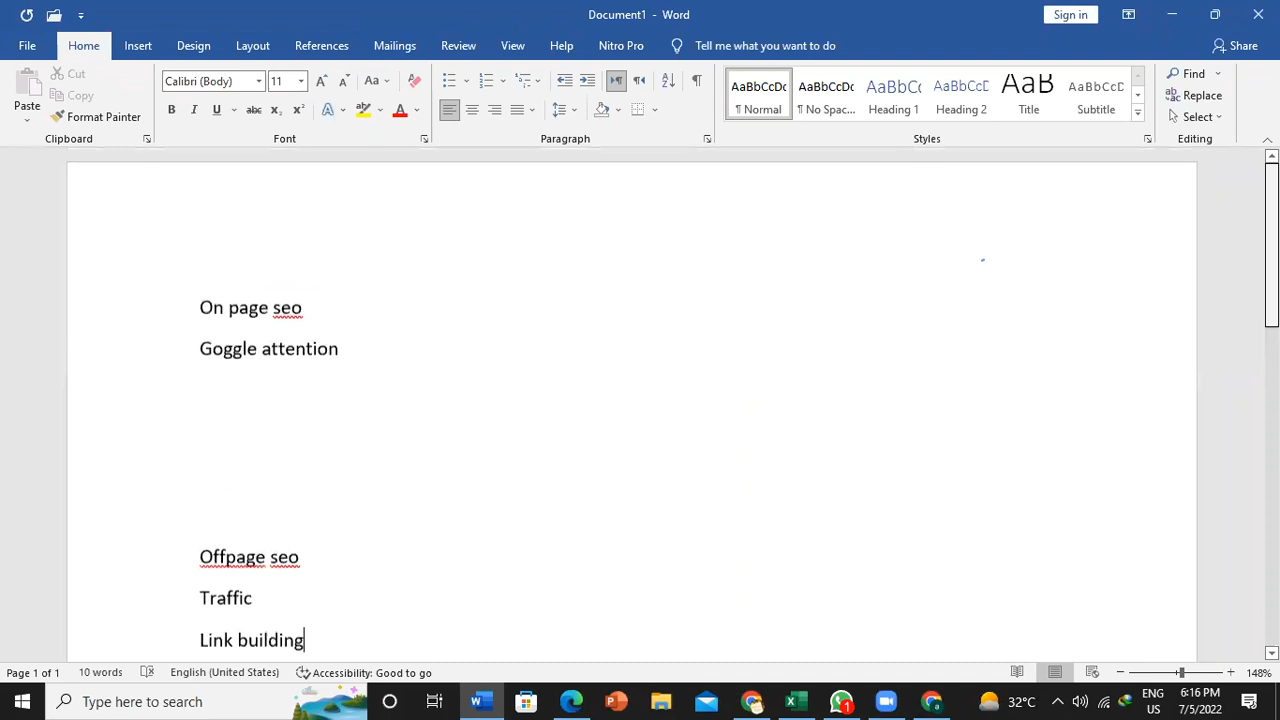 Document1 - Word
Sign in
File Home Insert Design Layout References Mailings Review View Help Nitro Pro Tell me what you want to do Share
Paste
Cut
Copy
Format Painter
Clipboard
Calibri (Body) 11
Font
Paragraph
AaBbCcDc AaBbCcDc AaBbCc AaBbCcD AaB AaBbCcD
¶ Normal ¶ No Spac... Heading 1 Heading 2 Title Subtitle
Styles
Find
Replace
Select
Editing
On page seo
Goggle attention
Offpage seo
Traffic
Link building
Page 1 of 1 10 words English (United States) Accessibility: Good to go 148%
Type here to search
1
32°C
ENG
US
6:16 PM
7/5/2022